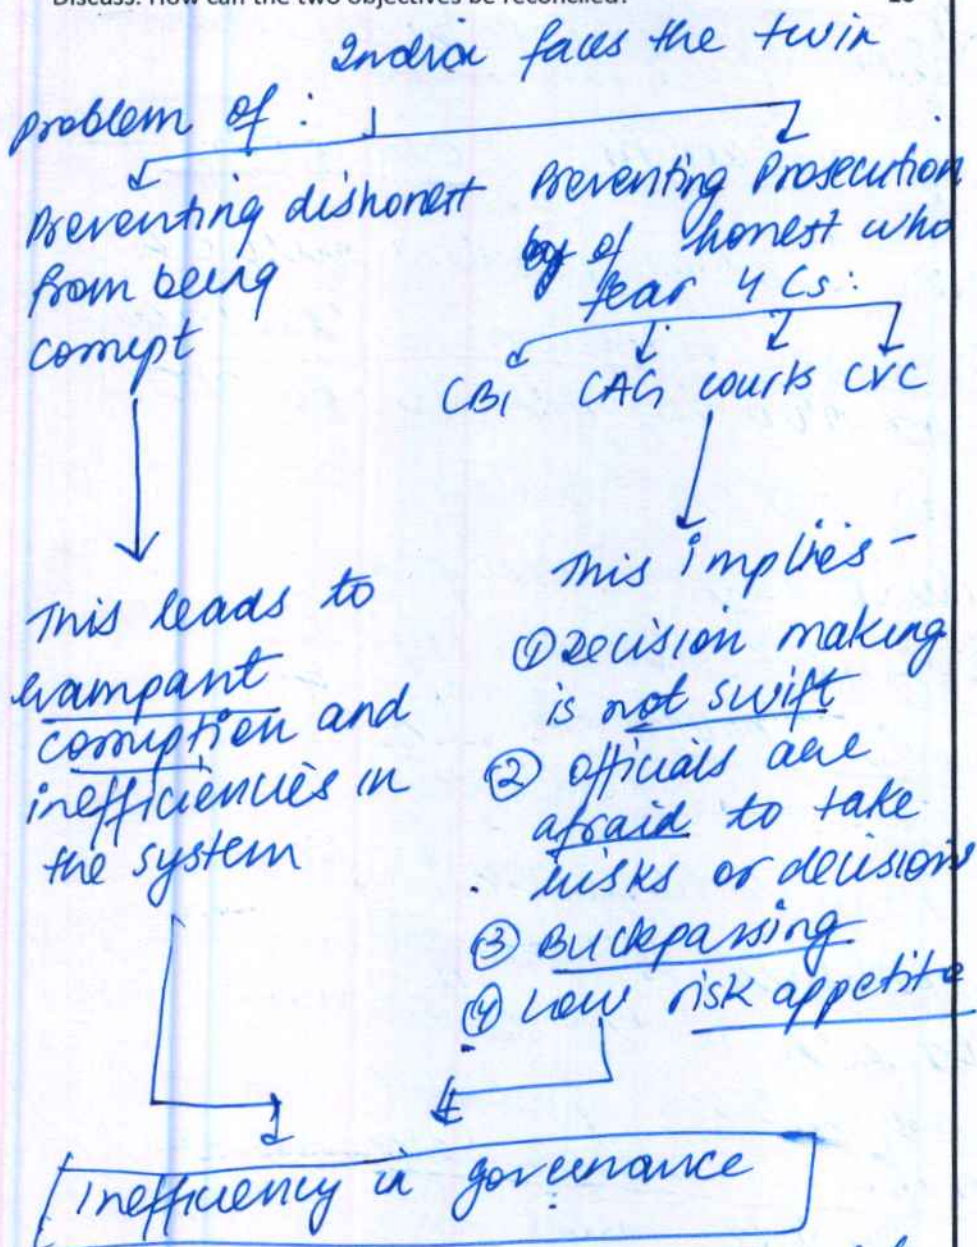 Discuss. How can the two objectives be reconciled?
India faces the twin
problem of :
Preventing dishonest
from being
corrupt
Preventing Prosecution
of honest who
fear 4 Cs:
CBI CAG courts CVC
This leads to
rampant
corruption and
inefficiencies in
the system
This implies -
① Decision making
is not swift
② officials are
afraid to take
risks or decisions
③ Buckpassing
④ Low risk appetite
Inefficiency in governance